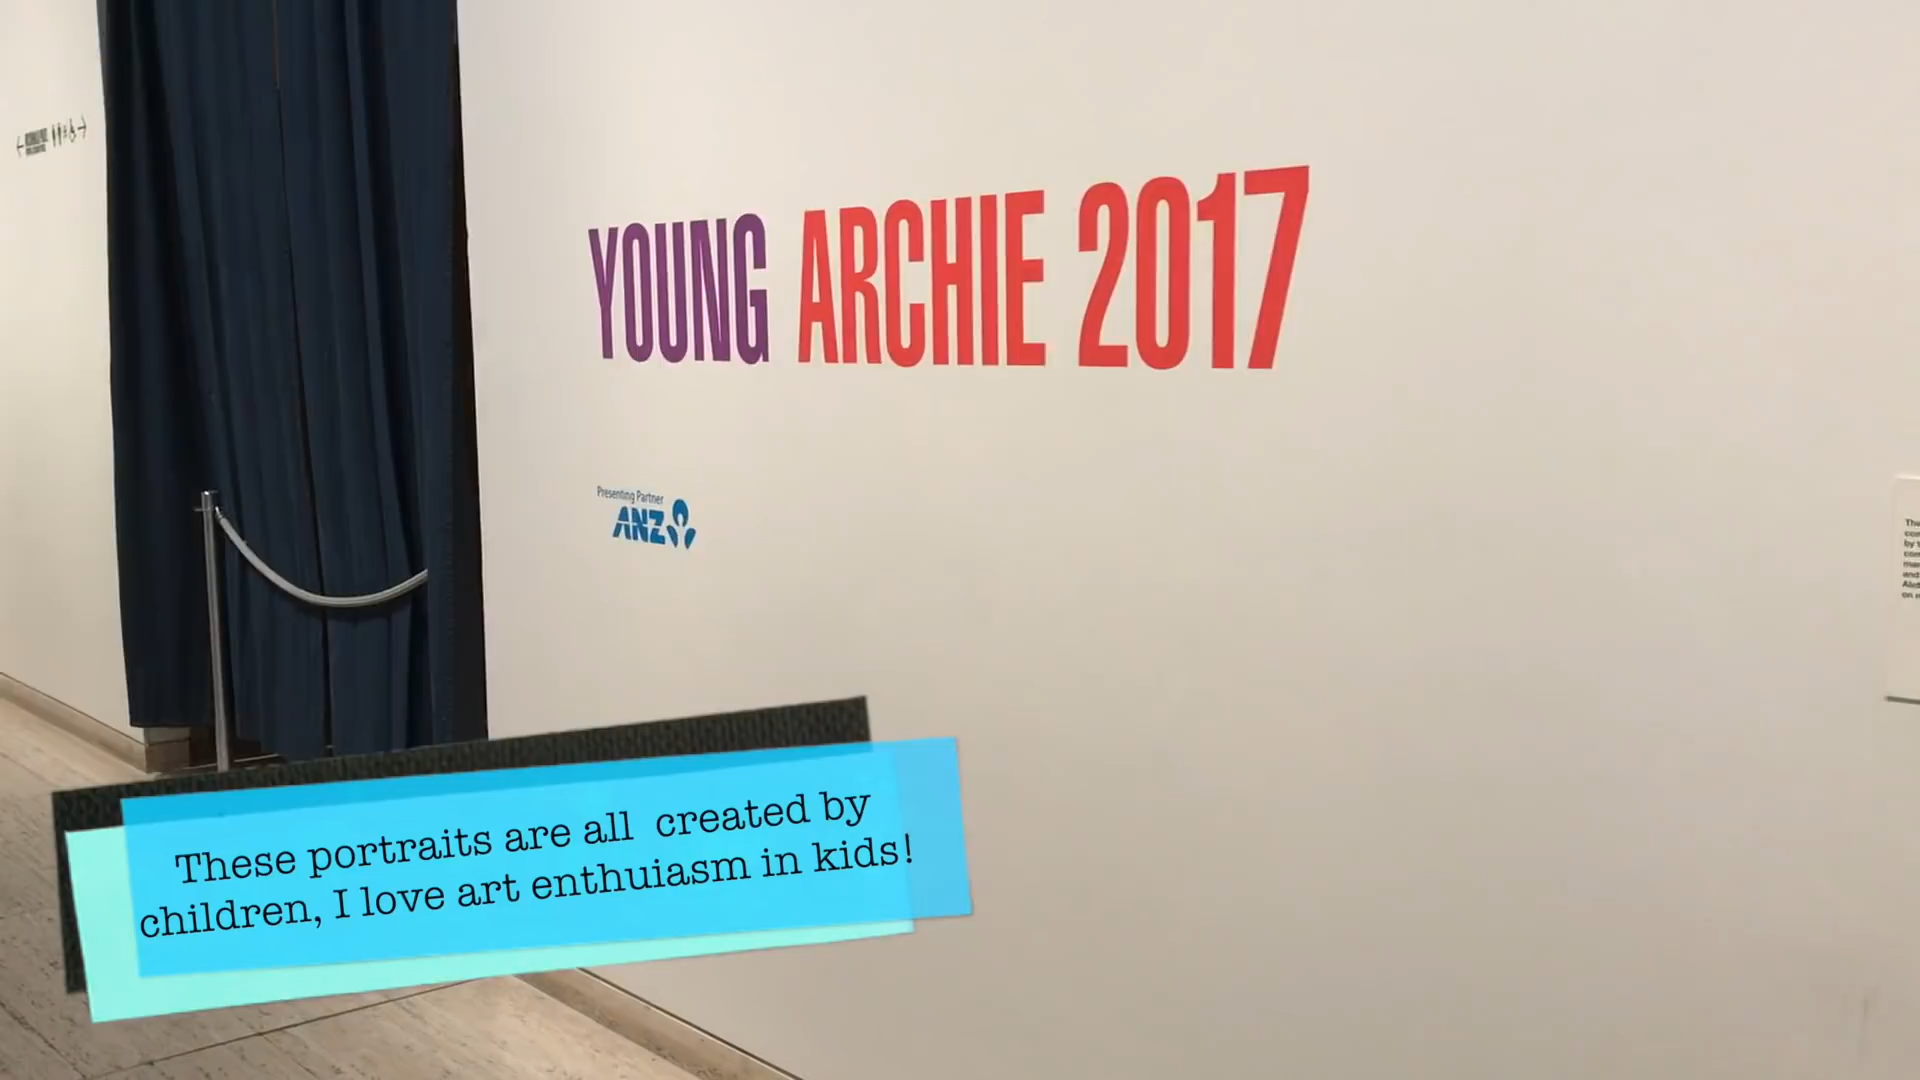 YOUNG ARCHIE 2017
Presenting Partner
ANZ
These portraits are all created by
children, I love art enthuiasm in kids!